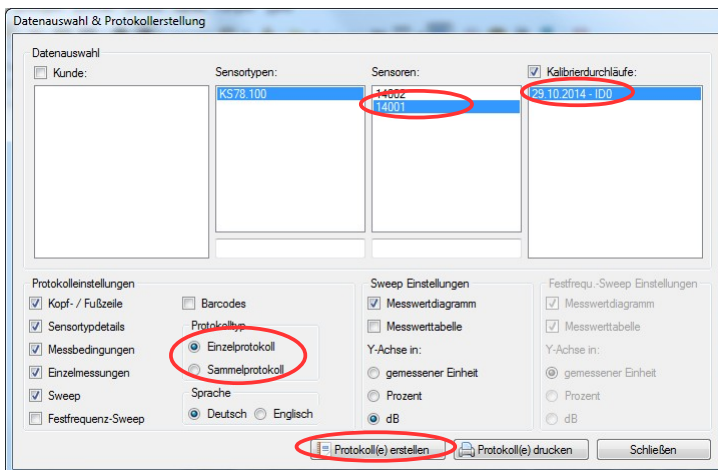 Datenauswahl & Protokollerstellung
Datenauswahl
Kunde: Sensortypen: Sensoren: Kalibrierdurchläufe:
KS78.100 14002 29.10.2014 - ID0
14001
Protokolleinstellungen Sweep Einstellungen Festfrequ.-Sweep Einstellungen
Kopf- / Fußzeile Barcodes Messwertdiagramm Messwertdiagramm
Sensortypdetails Protokolltyp Messwerttabelle Messwerttabelle
Messbedingungen Einzelprotokoll Y-Achse in: Y-Achse in:
Einzelmessungen Sammelprotokoll gemessener Einheit gemessener Einheit
Sweep Sprache Prozent Prozent
Festfrequenz-Sweep Deutsch Englisch dB dB
Protokoll(e) erstellen Protokoll(e) drucken Schließen